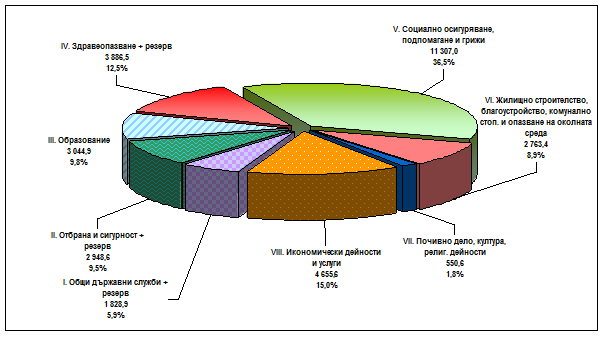 IV. Здравеопазване + резерв
3 886,5
12,5%
V. Социално осигуряване,
подпомагане и грижи
11 307,0
36,5%
VI. Жилищно строителство,
благоустройство, комунално
стоп. и опазване на околната
среда
2 763,4
8,9%
III. Образование
3 044,9
9,8%
II. Отбрана и сигурност +
резерв
2 948,6
9,5%
I. Общи държавни служби +
резерв
1 828,9
5,9%
VIII. Икономически дейности
и услуги
4 655,6
15,0%
VII. Почивно дело, култура,
религ. дейности
550,6
1,8%